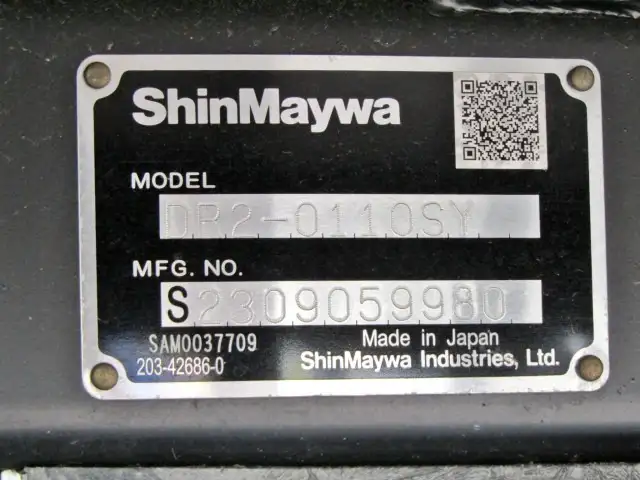 ShinMaywa
MODEL
DR2-0110SY
MFG. NO.
S2309059980
SAM0037709
Made in Japan
203-42686-0
ShinMaywa Industries, Ltd.